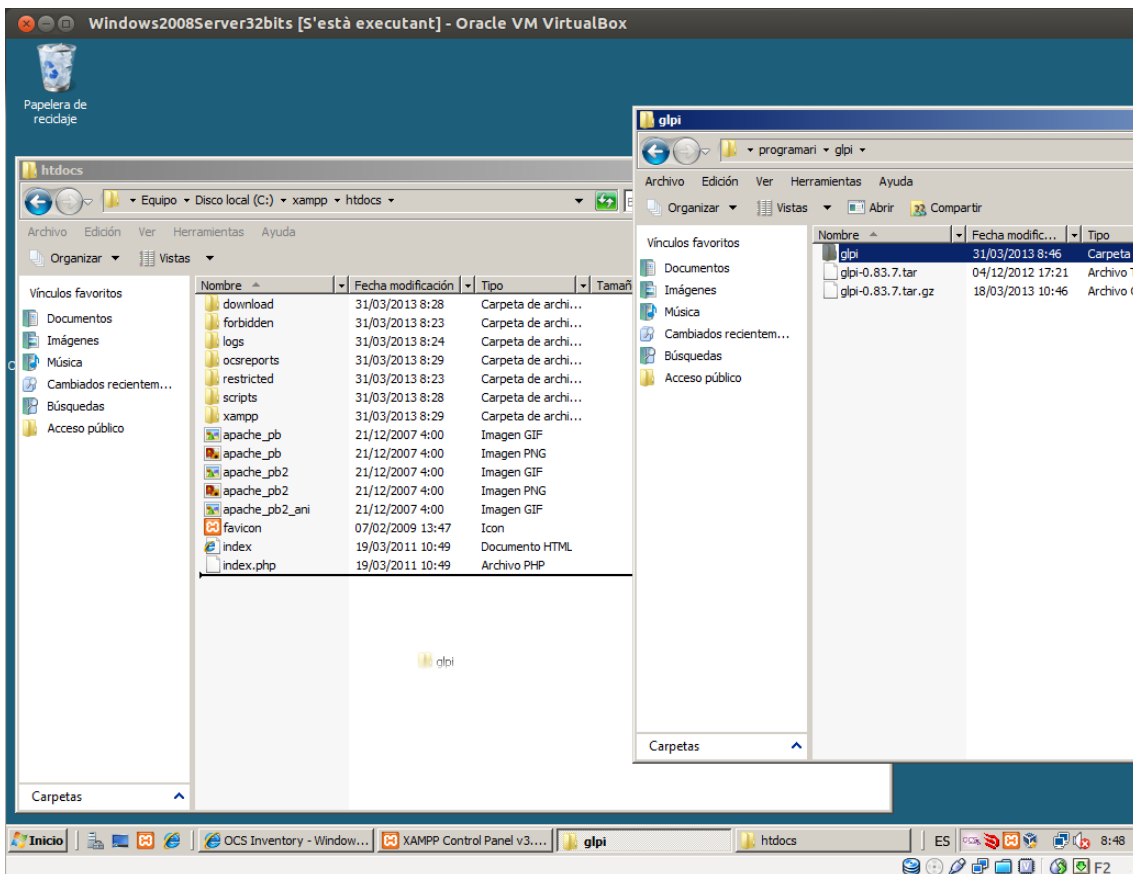 Windows2008Server32bits [S'està executant] - Oracle VM VirtualBox
Papelera de
reciclaje
htdocs
Equipo Disco local (C:) xampp htdocs
Archivo Edición Ver Herramientas Ayuda
Organizar Vistas
Vínculos favoritos
Documentos
Imágenes
Música
Cambiados recientem...
Búsquedas
Acceso público
Carpetas
Nombre Fecha modificación Tipo Tamañ
download 31/03/2013 8:28 Carpeta de archi...
forbidden 31/03/2013 8:23 Carpeta de archi...
logs 31/03/2013 8:24 Carpeta de archi...
ocsreports 31/03/2013 8:29 Carpeta de archi...
restricted 31/03/2013 8:23 Carpeta de archi...
scripts 31/03/2013 8:28 Carpeta de archi...
xampp 31/03/2013 8:29 Carpeta de archi...
apache_pb 21/12/2007 4:00 Imagen GIF
apache_pb 21/12/2007 4:00 Imagen PNG
apache_pb2 21/12/2007 4:00 Imagen GIF
apache_pb2 21/12/2007 4:00 Imagen PNG
apache_pb2_ani 21/12/2007 4:00 Imagen GIF
favicon 07/02/2009 13:47 Icon
index 19/03/2011 10:49 Documento HTML
index.php 19/03/2011 10:49 Archivo PHP
glpi
glpi
programari glpi
Archivo Edición Ver Herramientas Ayuda
Organizar Vistas Abrir Compartir
Vínculos favoritos
Documentos
Imágenes
Música
Cambiados recientem...
Búsquedas
Acceso público
Carpetas
Nombre Fecha modific... Tipo
glpi 31/03/2013 8:46 Carpeta
glpi-0.83.7.tar 04/12/2012 17:21 Archivo T
glpi-0.83.7.tar.gz 18/03/2013 10:46 Archivo
Inicio OCS Inventory - Window... XAMPP Control Panel v3.... glpi htdocs ES 8:48
F2